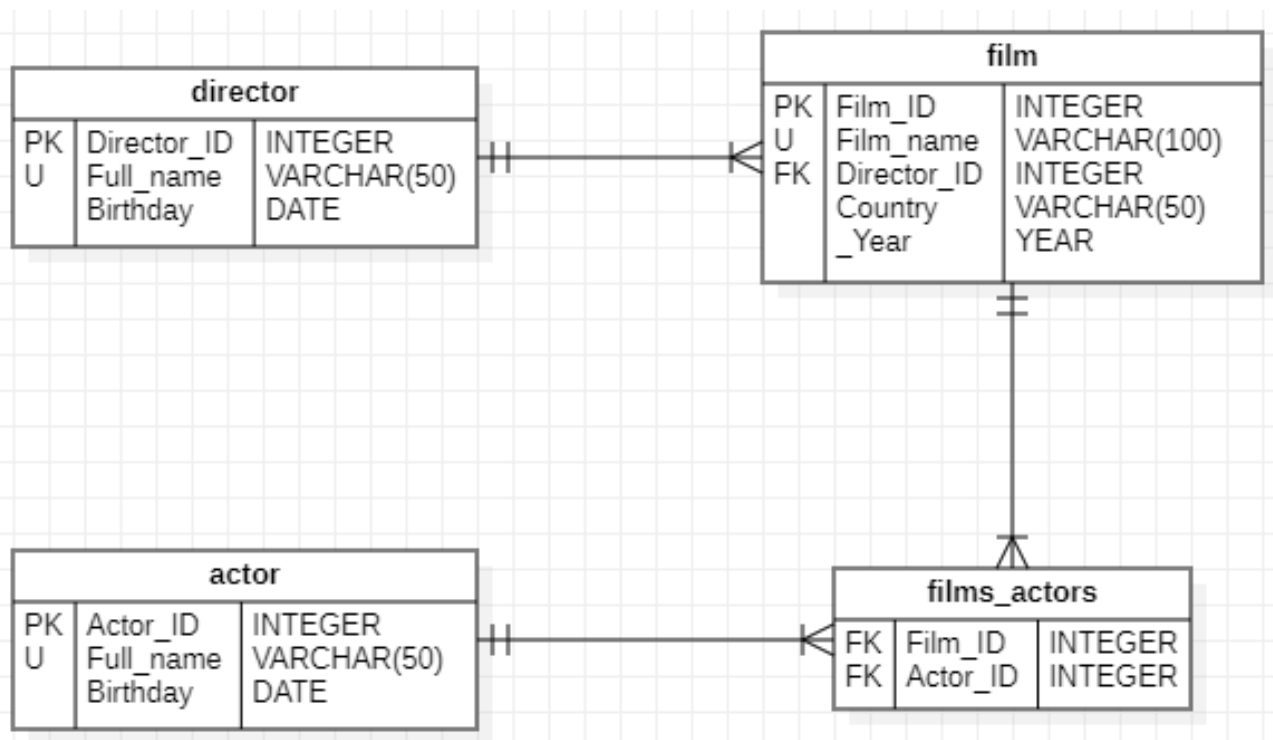 director
PK Director_ID INTEGER
U Full_name VARCHAR(50)
Birthday DATE
film
PK Film_ID INTEGER
U Film_name VARCHAR(100)
FK Director_ID INTEGER
Country VARCHAR(50)
_Year YEAR
actor
PK Actor_ID INTEGER
U Full_name VARCHAR(50)
Birthday DATE
films_actors
FK Film_ID INTEGER
FK Actor_ID INTEGER